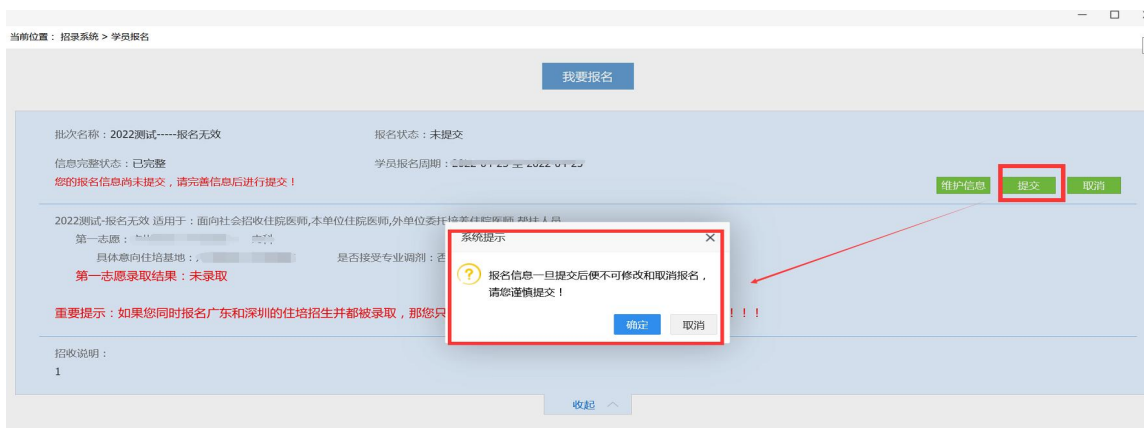 当前位置： 招录系统 > 学员报名
我要报名
批次名称：2022测试-----报名无效 报名状态：未提交
信息完整状态：已完整 学员报名周期：2022-01-23 至 2022-01-23
您的报名信息尚未提交，请完善信息后进行提交！
维护信息 提交 取消
2022测试-报名无效 适用于：面向社会招收住院医师,本单位住院医师,外单位委托培养住院医师
第一志愿：
具体意向住培基地： 是否接受专业调剂：否
第一志愿录取结果：未录取
重要提示：如果您同时报名广东和深圳的住培招生并都被录取，那您只
！！！
系统提示
报名信息一旦提交后便不可修改和取消报名，
请您谨慎提交！
确定 取消
招收说明：
1
收起